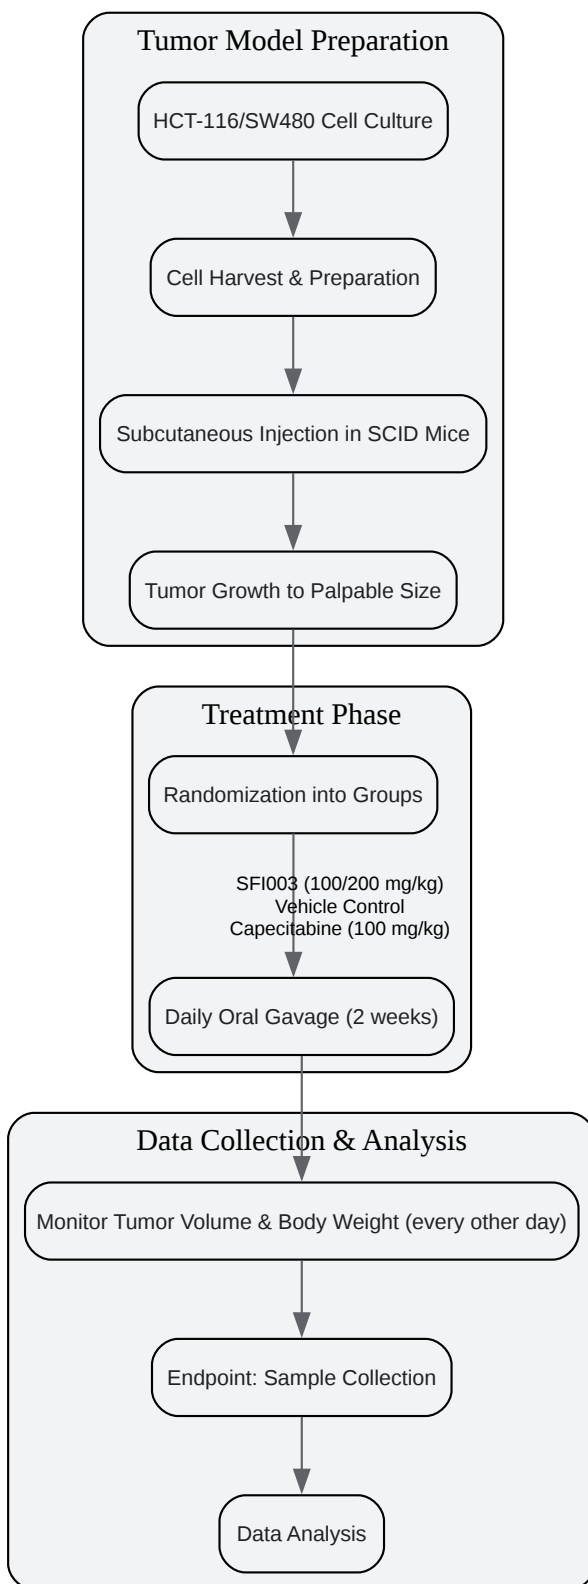 Tumor Model Preparation
HCT-116/SW480 Cell Culture
Cell Harvest & Preparation
Subcutaneous Injection in SCID Mice
Tumor Growth to Palpable Size
Treatment Phase
Randomization into Groups
SFI003 (100/200 mg/kg)
Vehicle Control
Capecitabine (100 mg/kg)
Daily Oral Gavage (2 weeks)
Data Collection & Analysis
Monitor Tumor Volume & Body Weight (every other day)
Endpoint: Sample Collection
Data Analysis